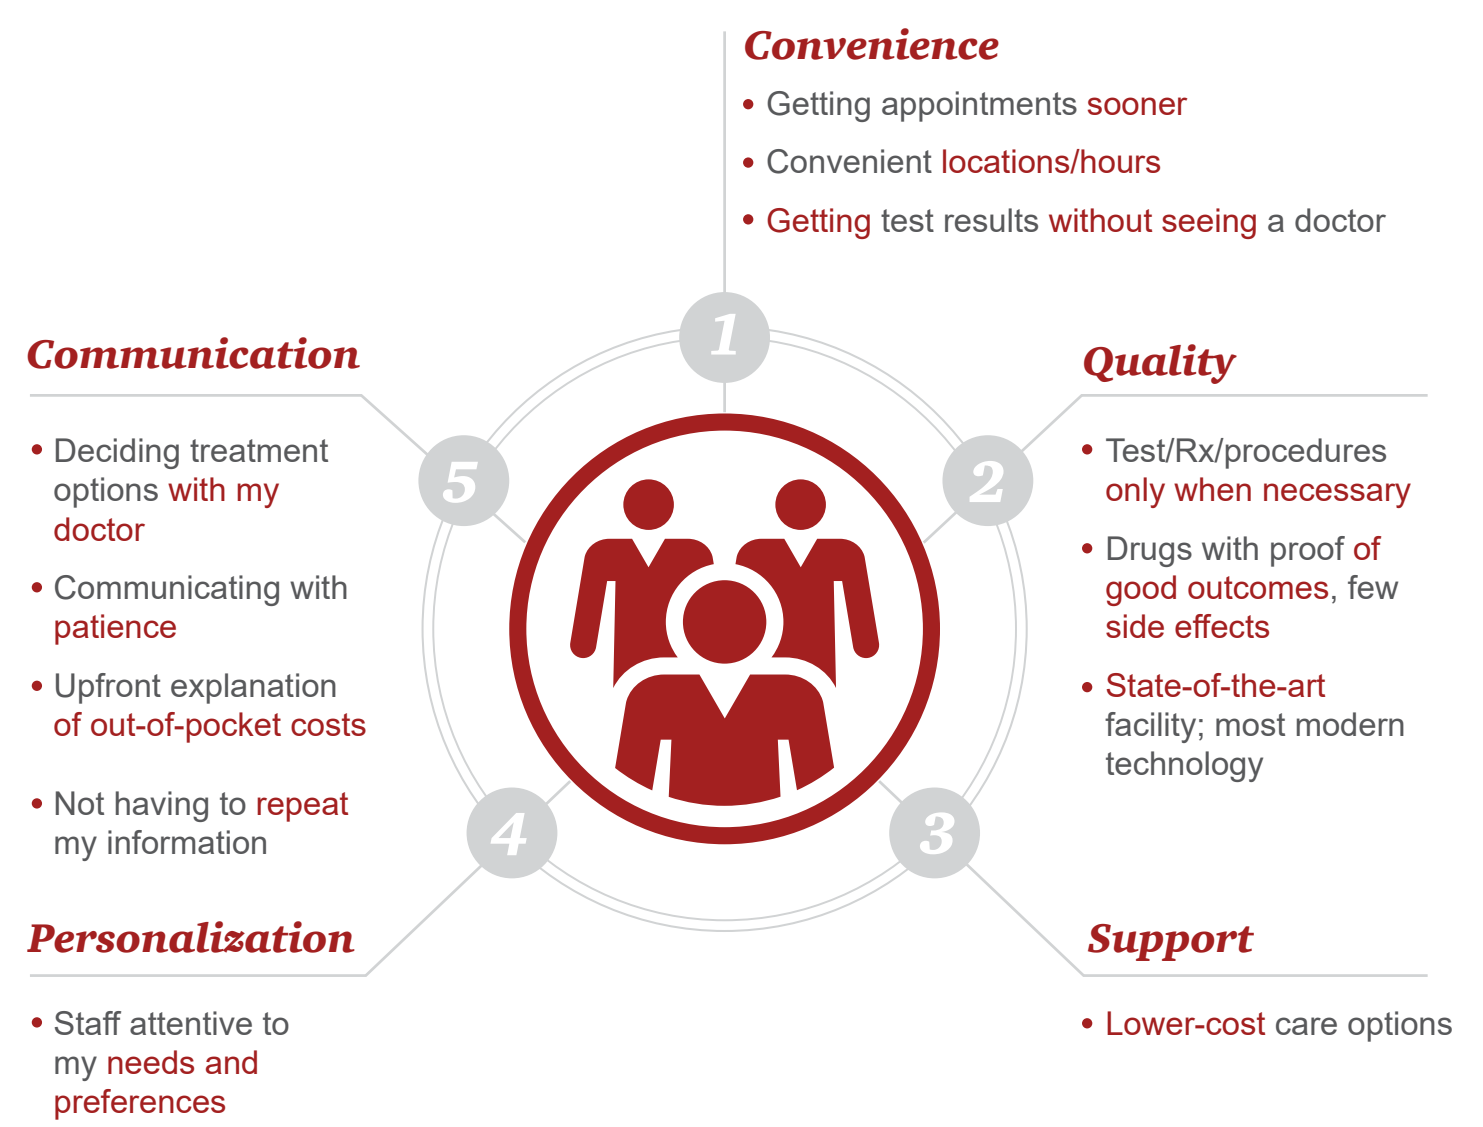 Convenience
• Getting appointments sooner
• Convenient locations/hours
• Getting test results without seeing a doctor
1
Quality
2
• Test/Rx/procedures
only when necessary
• Drugs with proof of
good outcomes, few
side effects
• State-of-the-art
facility; most modern
technology
3
Support
• Lower-cost care options
4
Personalization
• Staff attentive to
my needs and
preferences
5
Communication
• Deciding treatment
options with my
doctor
• Communicating with
patience
• Upfront explanation
of out-of-pocket costs
• Not having to repeat
my information